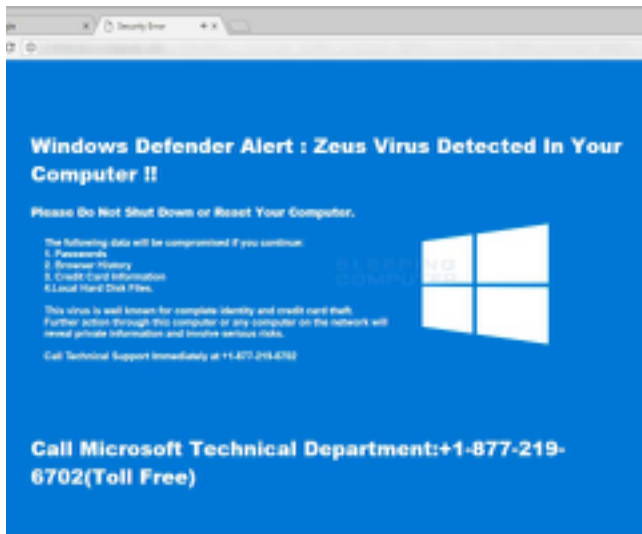 Security Error
Windows Defender Alert : Zeus Virus Detected In Your
Computer !!
Please Do Not Shut Down or Reset Your Computer.
The following data will be compromised if you continue:
1. Passwords
2. Browser History
3. Credit Card Information
4.Local Hard Disk Files.
BLEEPING
COMPUTER
This virus is well known for complete identity and credit card theft.
Further action through this computer or any computer on the network will
reveal private information and involve serious risks.
Call Technical Support Immediately at +1-877-219-6702
Call Microsoft Technical Department:+1-877-219-
6702(Toll Free)